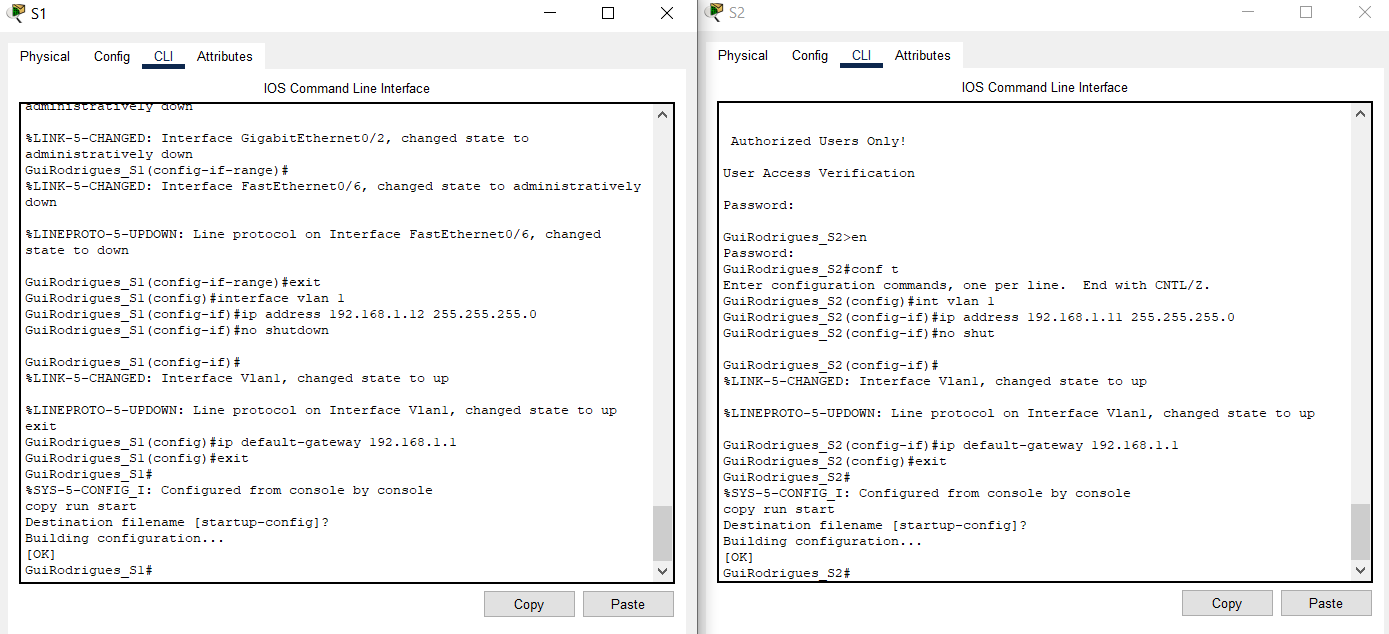 S1
Physical Config CLI Attributes
IOS Command Line Interface
administratively down
%LINK-5-CHANGED: Interface GigabitEthernet0/2, changed state to
administratively down
GuiRodrigues_S1(config-if-range)#
%LINK-5-CHANGED: Interface FastEthernet0/6, changed state to administratively
down
%LINEPROTO-5-UPDOWN: Line protocol on Interface FastEthernet0/6, changed
state to down
GuiRodrigues_S1(config-if-range)#exit
GuiRodrigues_S1(config)#interface vlan 1
GuiRodrigues_S1(config-if)#ip address 192.168.1.12 255.255.255.0
GuiRodrigues_S1(config-if)#no shutdown
GuiRodrigues_S1(config-if)#
%LINK-5-CHANGED: Interface Vlan1, changed state to up
%LINEPROTO-5-UPDOWN: Line protocol on Interface Vlan1, changed state to up
exit
GuiRodrigues_S1(config)#ip default-gateway 192.168.1.1
GuiRodrigues_S1(config)#exit
GuiRodrigues_S1#
%SYS-5-CONFIG_I: Configured from console by console
copy run start
Destination filename [startup-config]?
Building configuration...
[OK]
GuiRodrigues_S1#
Copy Paste
S2
Physical Config CLI Attributes
IOS Command Line Interface
Authorized Users Only!
User Access Verification
Password:
GuiRodrigues_S2>en
Password:
GuiRodrigues_S2#conf t
Enter configuration commands, one per line.  End with CNTL/Z.
GuiRodrigues_S2(config)#int vlan 1
GuiRodrigues_S2(config-if)#ip address 192.168.1.11 255.255.255.0
GuiRodrigues_S2(config-if)#no shut
GuiRodrigues_S2(config-if)#
%LINK-5-CHANGED: Interface Vlan1, changed state to up
%LINEPROTO-5-UPDOWN: Line protocol on Interface Vlan1, changed state to up
GuiRodrigues_S2(config-if)#ip default-gateway 192.168.1.1
GuiRodrigues_S2(config)#exit
GuiRodrigues_S2#
%SYS-5-CONFIG_I: Configured from console by console
copy run start
Destination filename [startup-config]?
Building configuration...
[OK]
GuiRodrigues_S2#
Copy Paste